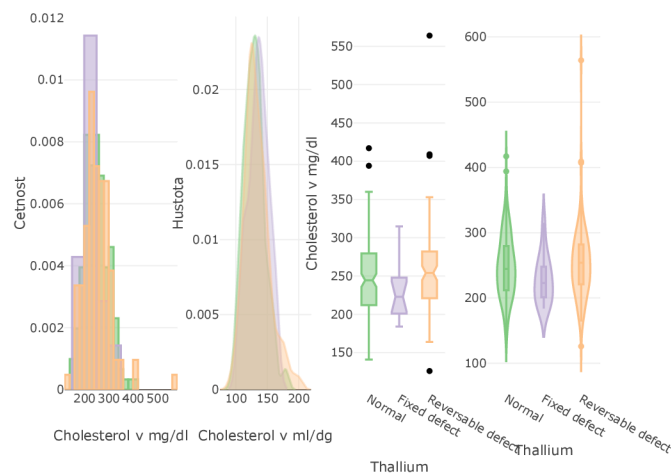 0.012
0.01
0.008
0.006
0.004
0.002
0
Cetnost
200 300 400 500
Cholesterol v mg/dl
0.02
0.015
0.01
0.005
0
Hustota
100 150 200
Cholesterol v ml/dg
550
500
450
400
350
300
250
200
150
Cholesterol v mg/dl
Normal
Fixed defect
Reversable defect
Thallium
600
500
400
300
200
100
Normal
Fixed defect
Reversable defect
Thallium